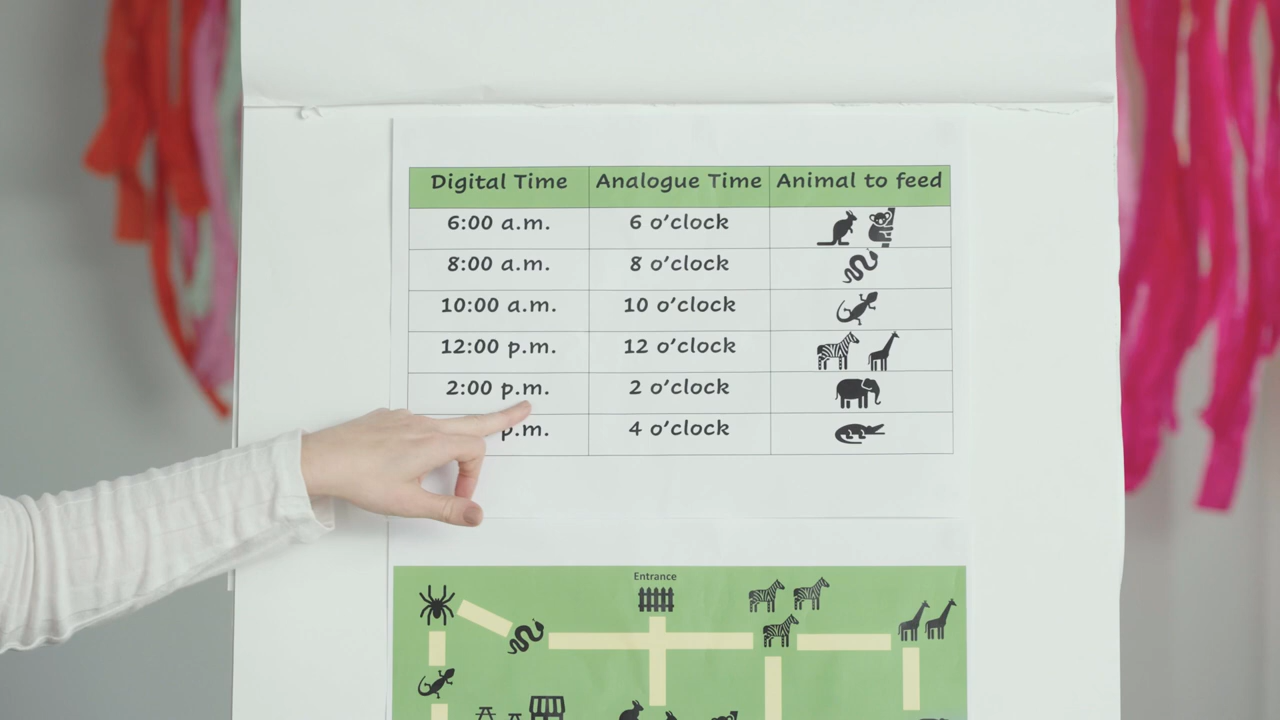 Digital Time Analogue Time Animal to feed
6:00 a.m. 6 o'clock
8:00 a.m. 8 o'clock
10:00 a.m. 10 o'clock
12:00 p.m. 12 o'clock
2:00 p.m. 2 o'clock
p.m. 4 o'clock
Entrance